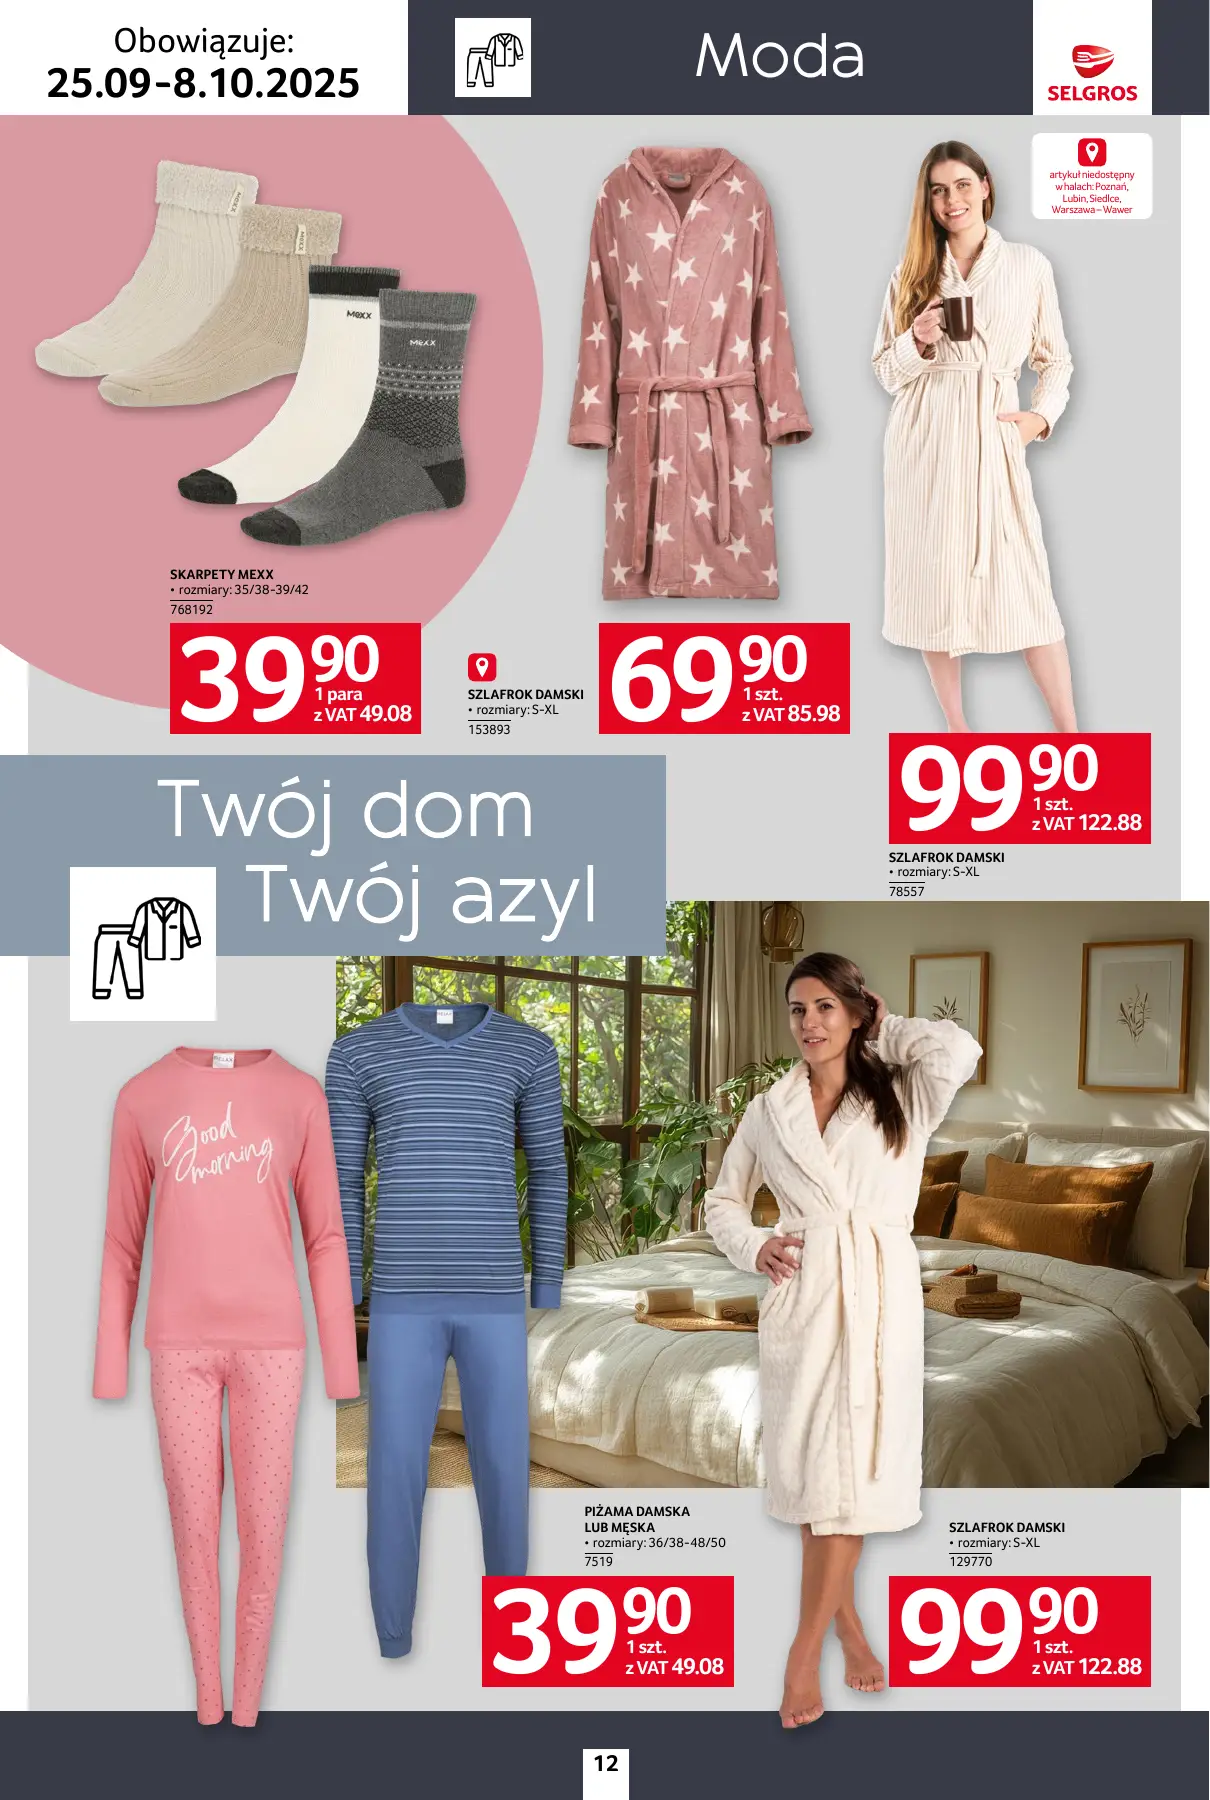 Obowiązuje:
25.09-8.10.2025
Moda
SELGROS
artykuł niedostępny
w halach: Poznań,
Lubin, Siedlce,
Warszawa – Wawer
MEXX
MEXX
Mexx
Mexx
SKARPETY MEXX
• rozmiary: 35/38-39/42
768192
39 90
1 para
z VAT 49.08
SZLAFROK DAMSKI
• rozmiary: S-XL
153893
69 90
1 szt.
z VAT 85.98
99 90
1 szt.
z VAT 122.88
SZLAFROK DAMSKI
• rozmiary: S-XL
78557
Twój dom
Twój azyl
RELAX
RELAX
Good
morning
PIŻAMA DAMSKA
LUB MĘSKA
• rozmiary: 36/38-48/50
7519
39 90
1 szt.
z VAT 49.08
SZLAFROK DAMSKI
• rozmiary: S-XL
129770
99 90
1 szt.
z VAT 122.88
12